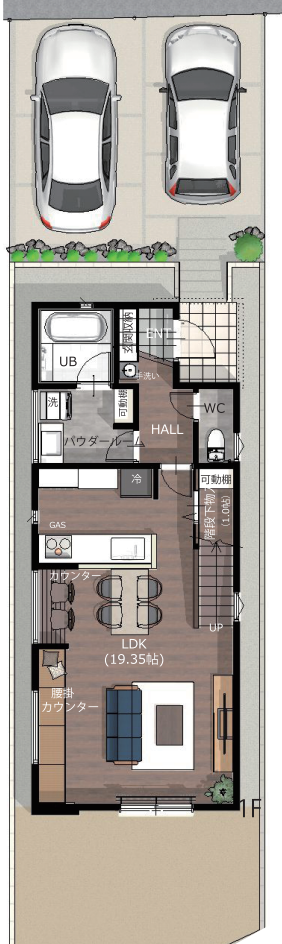 玄関収納
ENT
手洗い
UB
可動棚
洗
パウダールーム
HALL
WC
冷
可動棚
階段下物入
(1.0帖)
GAS
カウンター
UP
LDK
(19.35帖)
腰掛
カウンター
1F